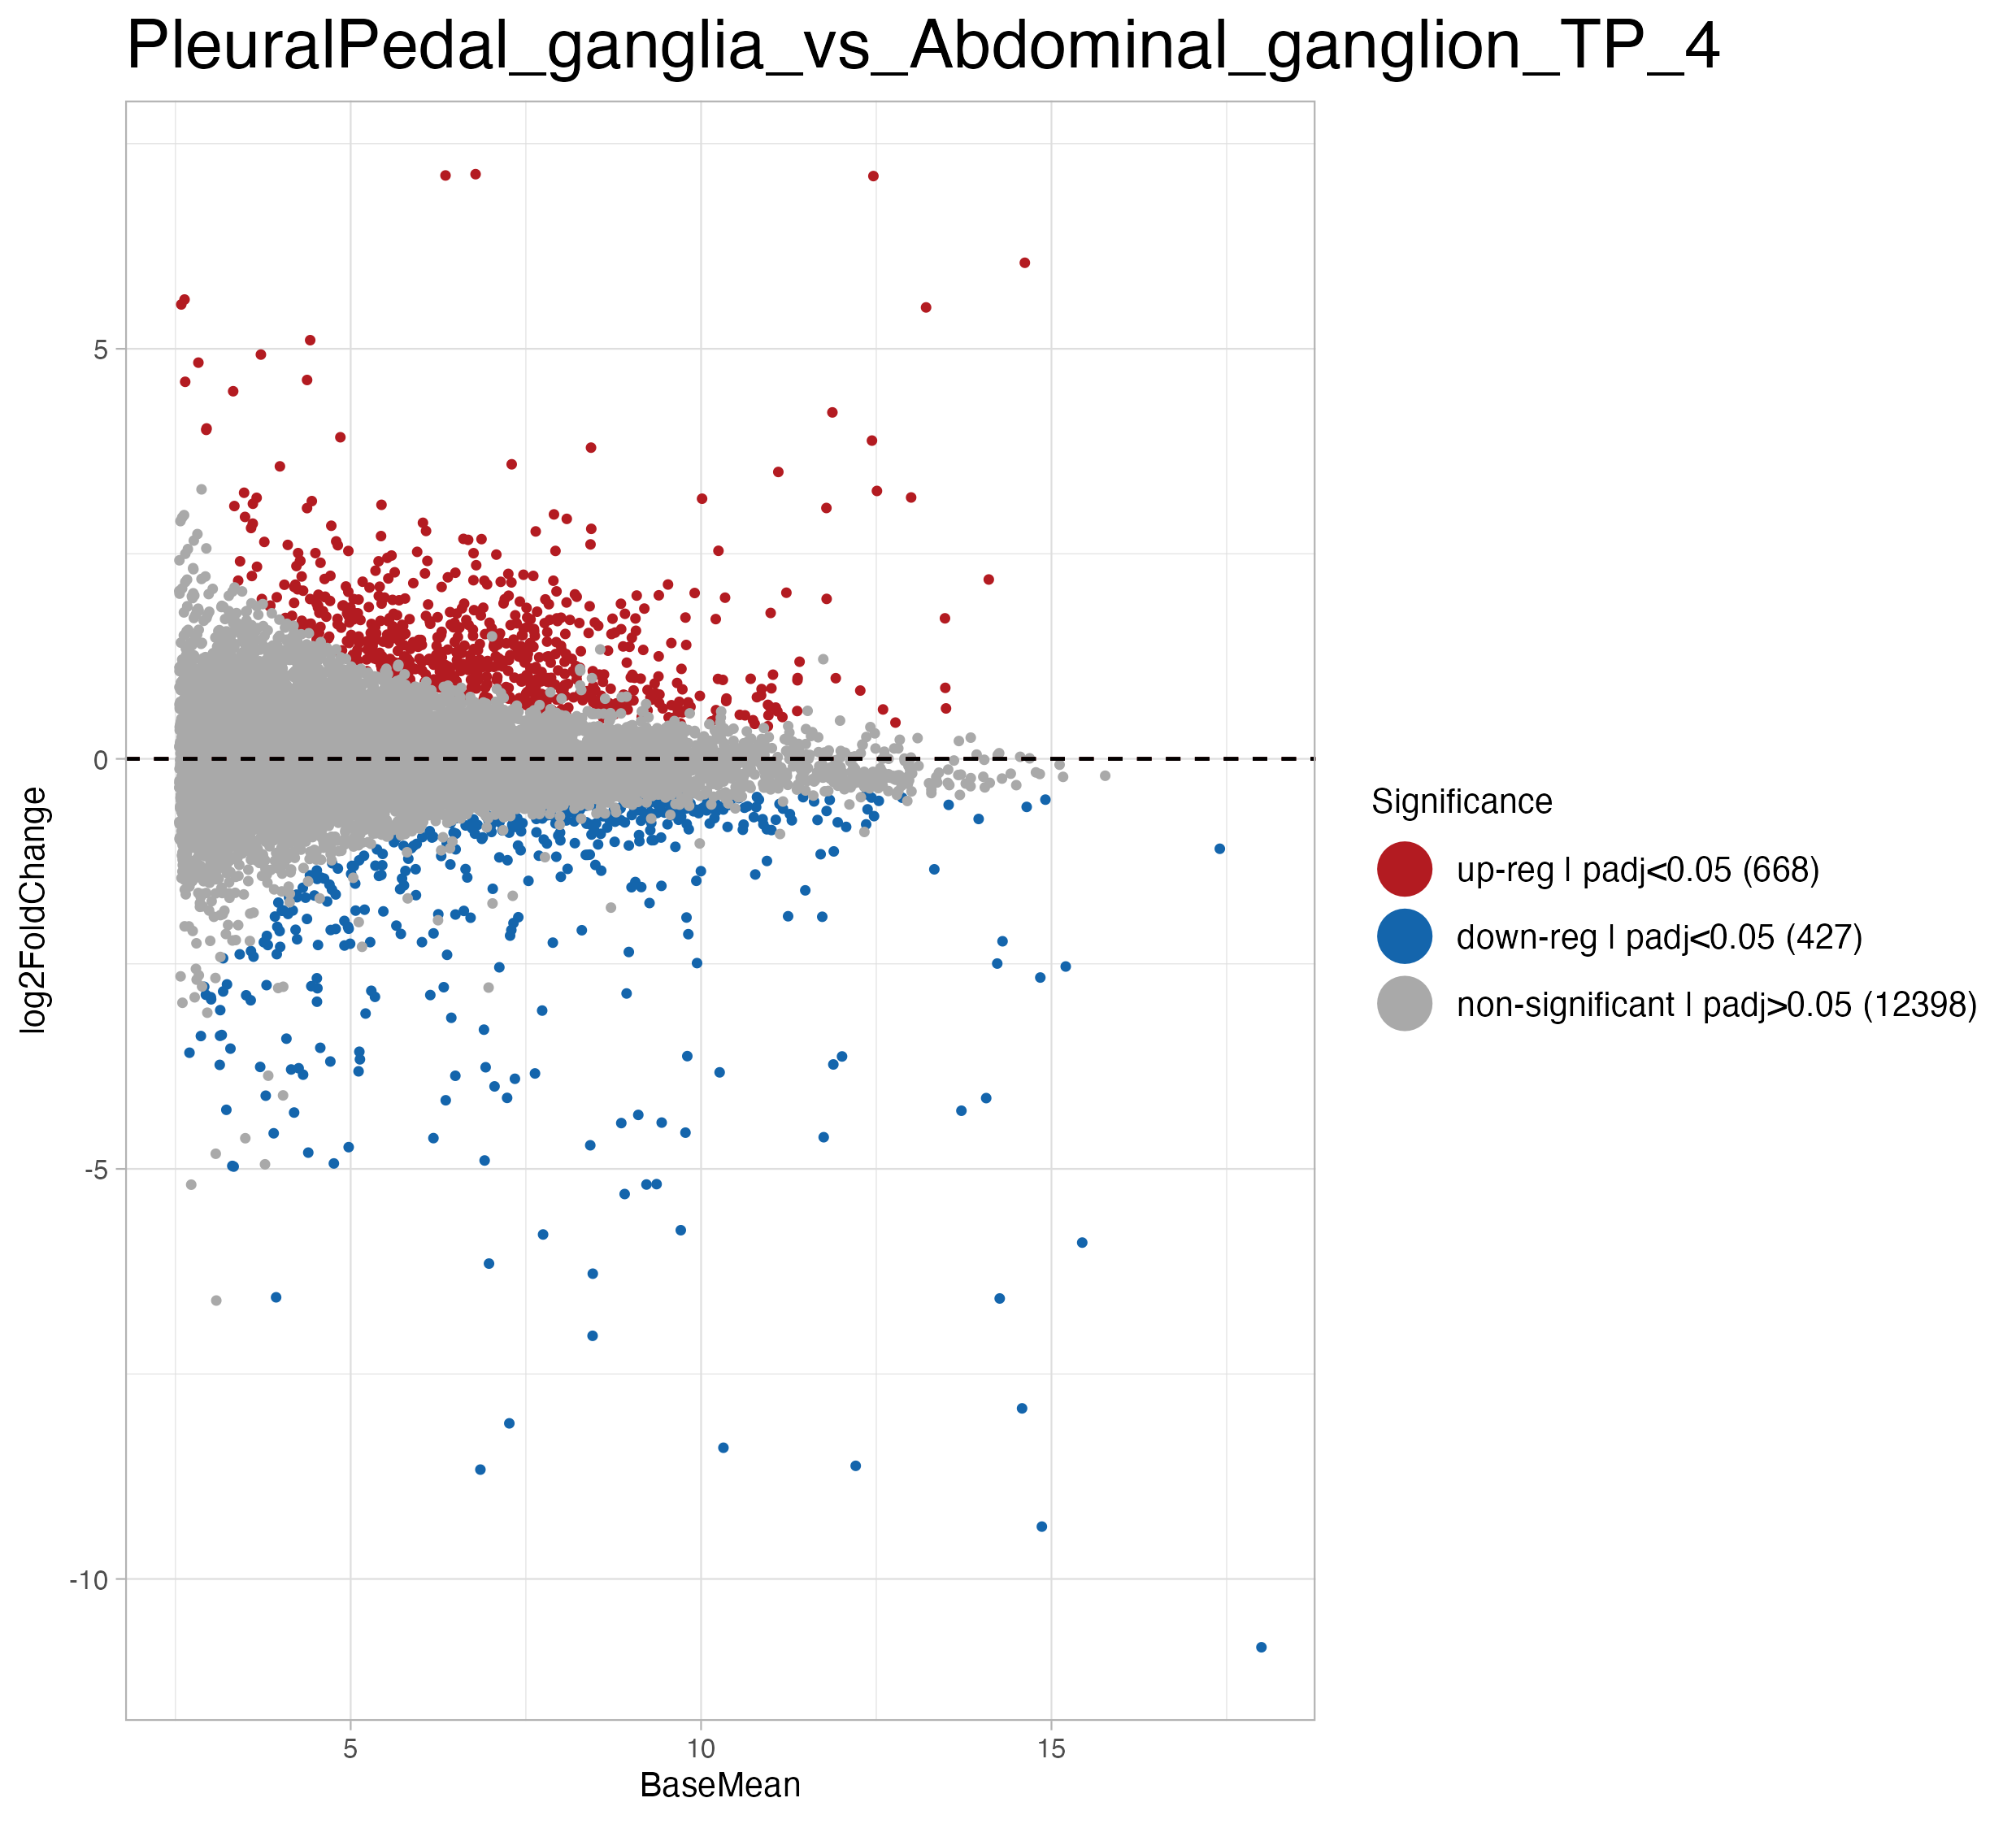 PleuralPedal_ganglia_vs_Abdominal_ganglion_TP_4
5
0
-5
-10
log2FoldChange
5
10
15
BaseMean
Significance
up-reg | padj<0.05 (668)
down-reg | padj<0.05 (427)
non-significant | padj>0.05 (12398)